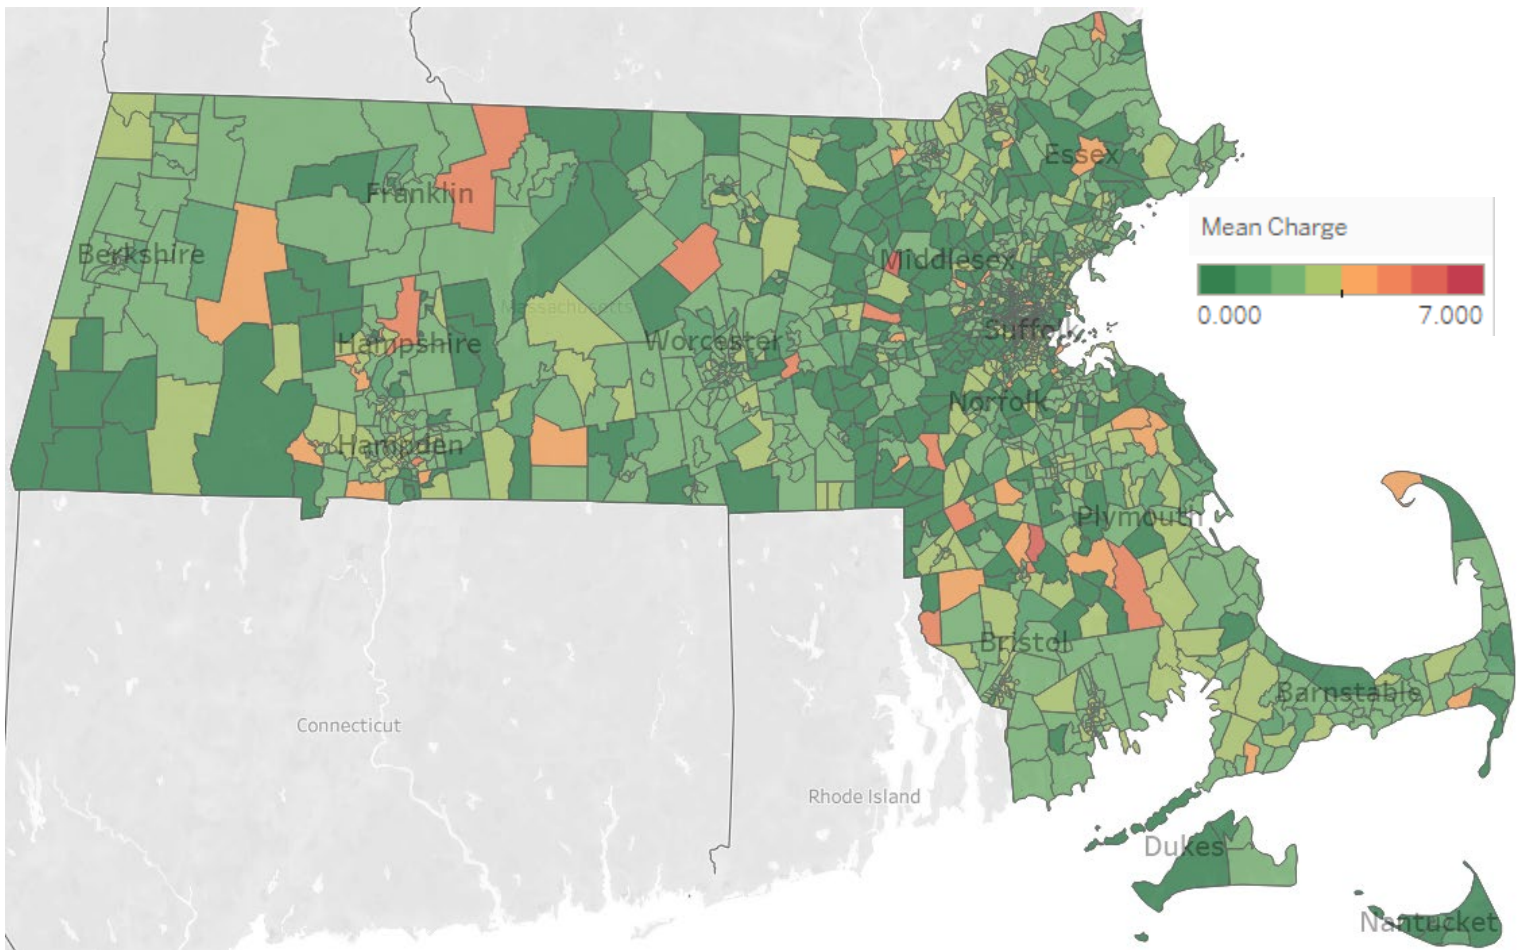 Essex
Franklin
Mean Charge
Berkshire
Middlesex
0.000
7.000
Massachusetts
Suffolk
Hampshire
Worcester
Norfolk
Hampden
Plymouth
Bristol
Barnstable
Connecticut
Rhode Island
Dukes
Nantucket